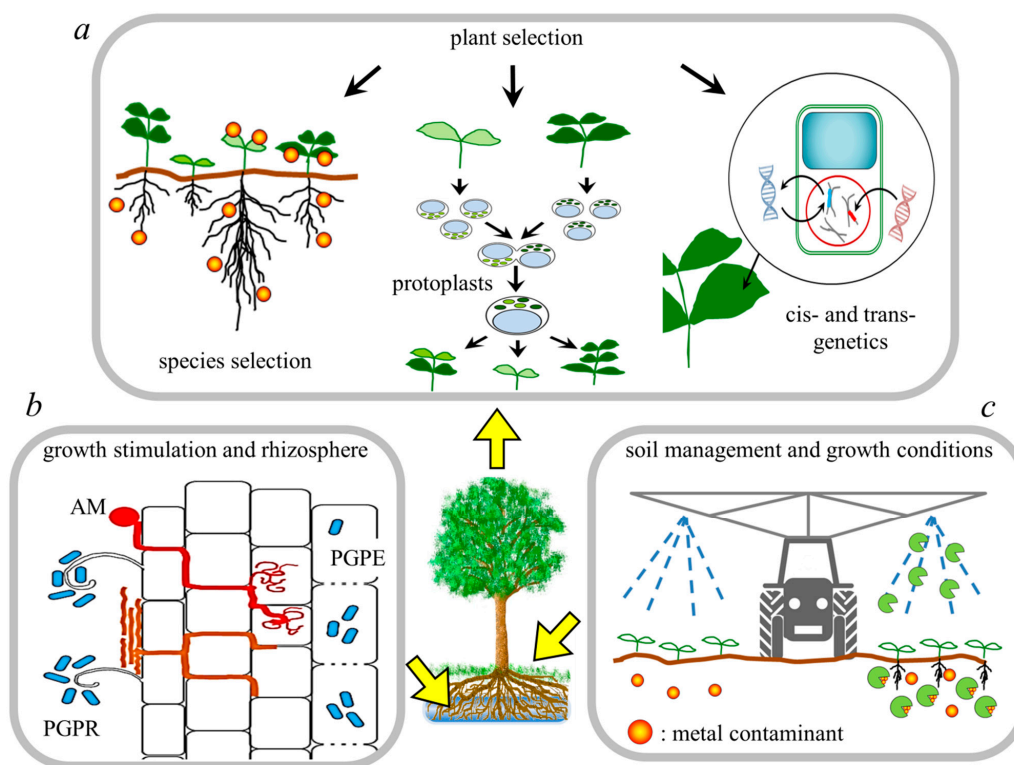 a
plant selection
protoplasts
species selection
cis- and trans-
genetics
b
growth stimulation and rhizosphere
AM
PGPE
PGPR
c
soil management and growth conditions
: metal contaminant